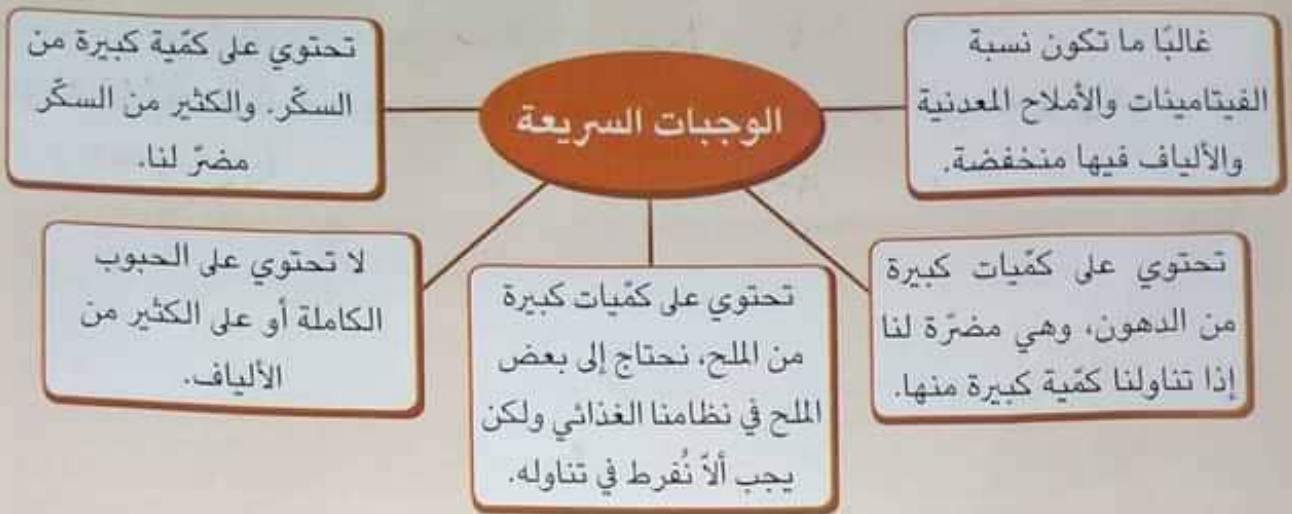 الوجبات السريعة
غالبًا ما تكون نسبة
الفيتامينات والأملاح المعدنية
والألياف فيها منخفضة.
تحتوي على كمّية كبيرة من
السكّر. والكثير من السكّر
مضرّ لنا.
تحتوي على كمّيات كبيرة
من الدهون، وهي مضرّة لنا
إذا تناولنا كمّية كبيرة منها.
تحتوي على كمّيات كبيرة
من الملح، نحتاج إلى بعض
الملح في نظامنا الغذائي ولكن
يجب ألاّ نُفرط في تناوله.
لا تحتوي على الحبوب
الكاملة أو على الكثير من
الألياف.